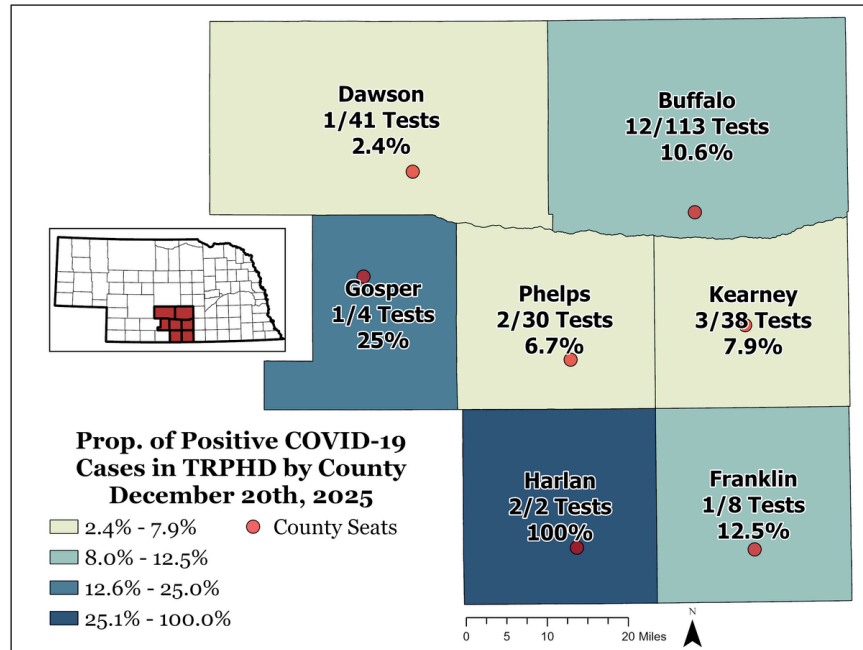 Dawson
1/41 Tests
2.4%
Buffalo
12/113 Tests
10.6%
Gosper
1/4 Tests
25%
Phelps
2/30 Tests
6.7%
Kearney
3/38 Tests
7.9%
Harlan
2/2 Tests
100%
Franklin
1/8 Tests
12.5%
Prop. of Positive COVID-19
Cases in TRPHD by County
December 20th, 2025
2.4% - 7.9%
County Seats
8.0% - 12.5%
12.6% - 25.0%
25.1% - 100.0%
0 5 10 20 Miles
N